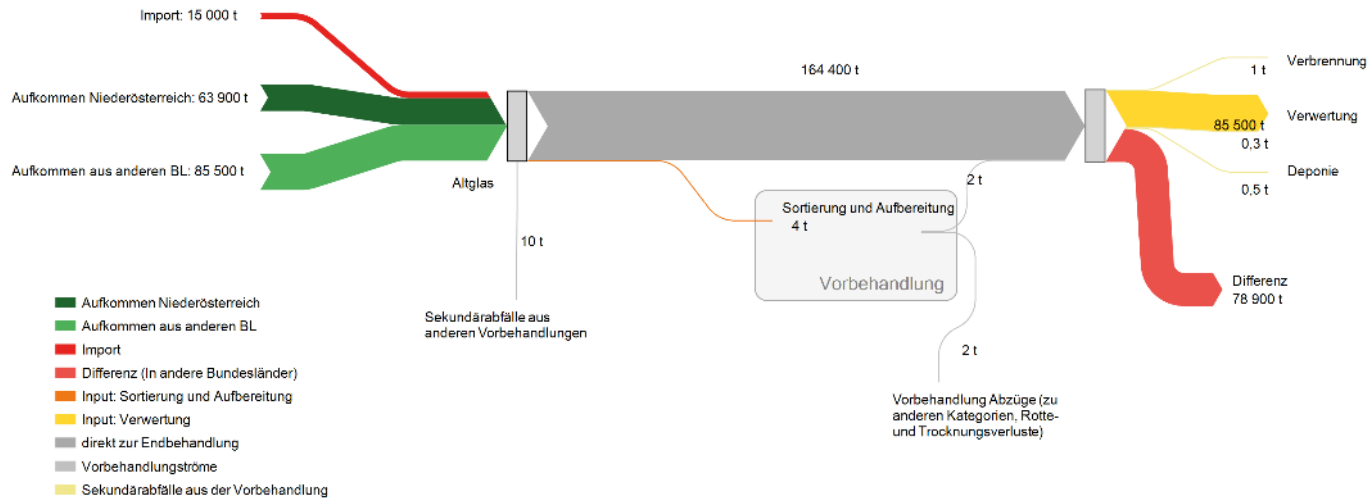 Import: 15 000 t
164 400 t
Verbrennung
1 t
Aufkommen Niederösterreich: 63 900 t
Verwertung
85 500 t
0,3 t
Aufkommen aus anderen BL: 85 500 t
Altglas
Deponie
0,5 t
2 t
Sortierung und Aufbereitung
4 t
10 t
Vorbehandlung
Differenz
78 900 t
Sekundärabfälle aus
anderen Vorbehandlungen
2 t
Vorbehandlung Abzüge (zu
anderen Kategorien, Rotte-
und Trocknungsverluste)
Aufkommen Niederösterreich
Aufkommen aus anderen BL
Import
Differenz (In andere Bundesländer)
Input: Sortierung und Aufbereitung
Input: Verwertung
direkt zur Endbehandlung
Vorbehandlungströme
Sekundärabfälle aus der Vorbehandlung